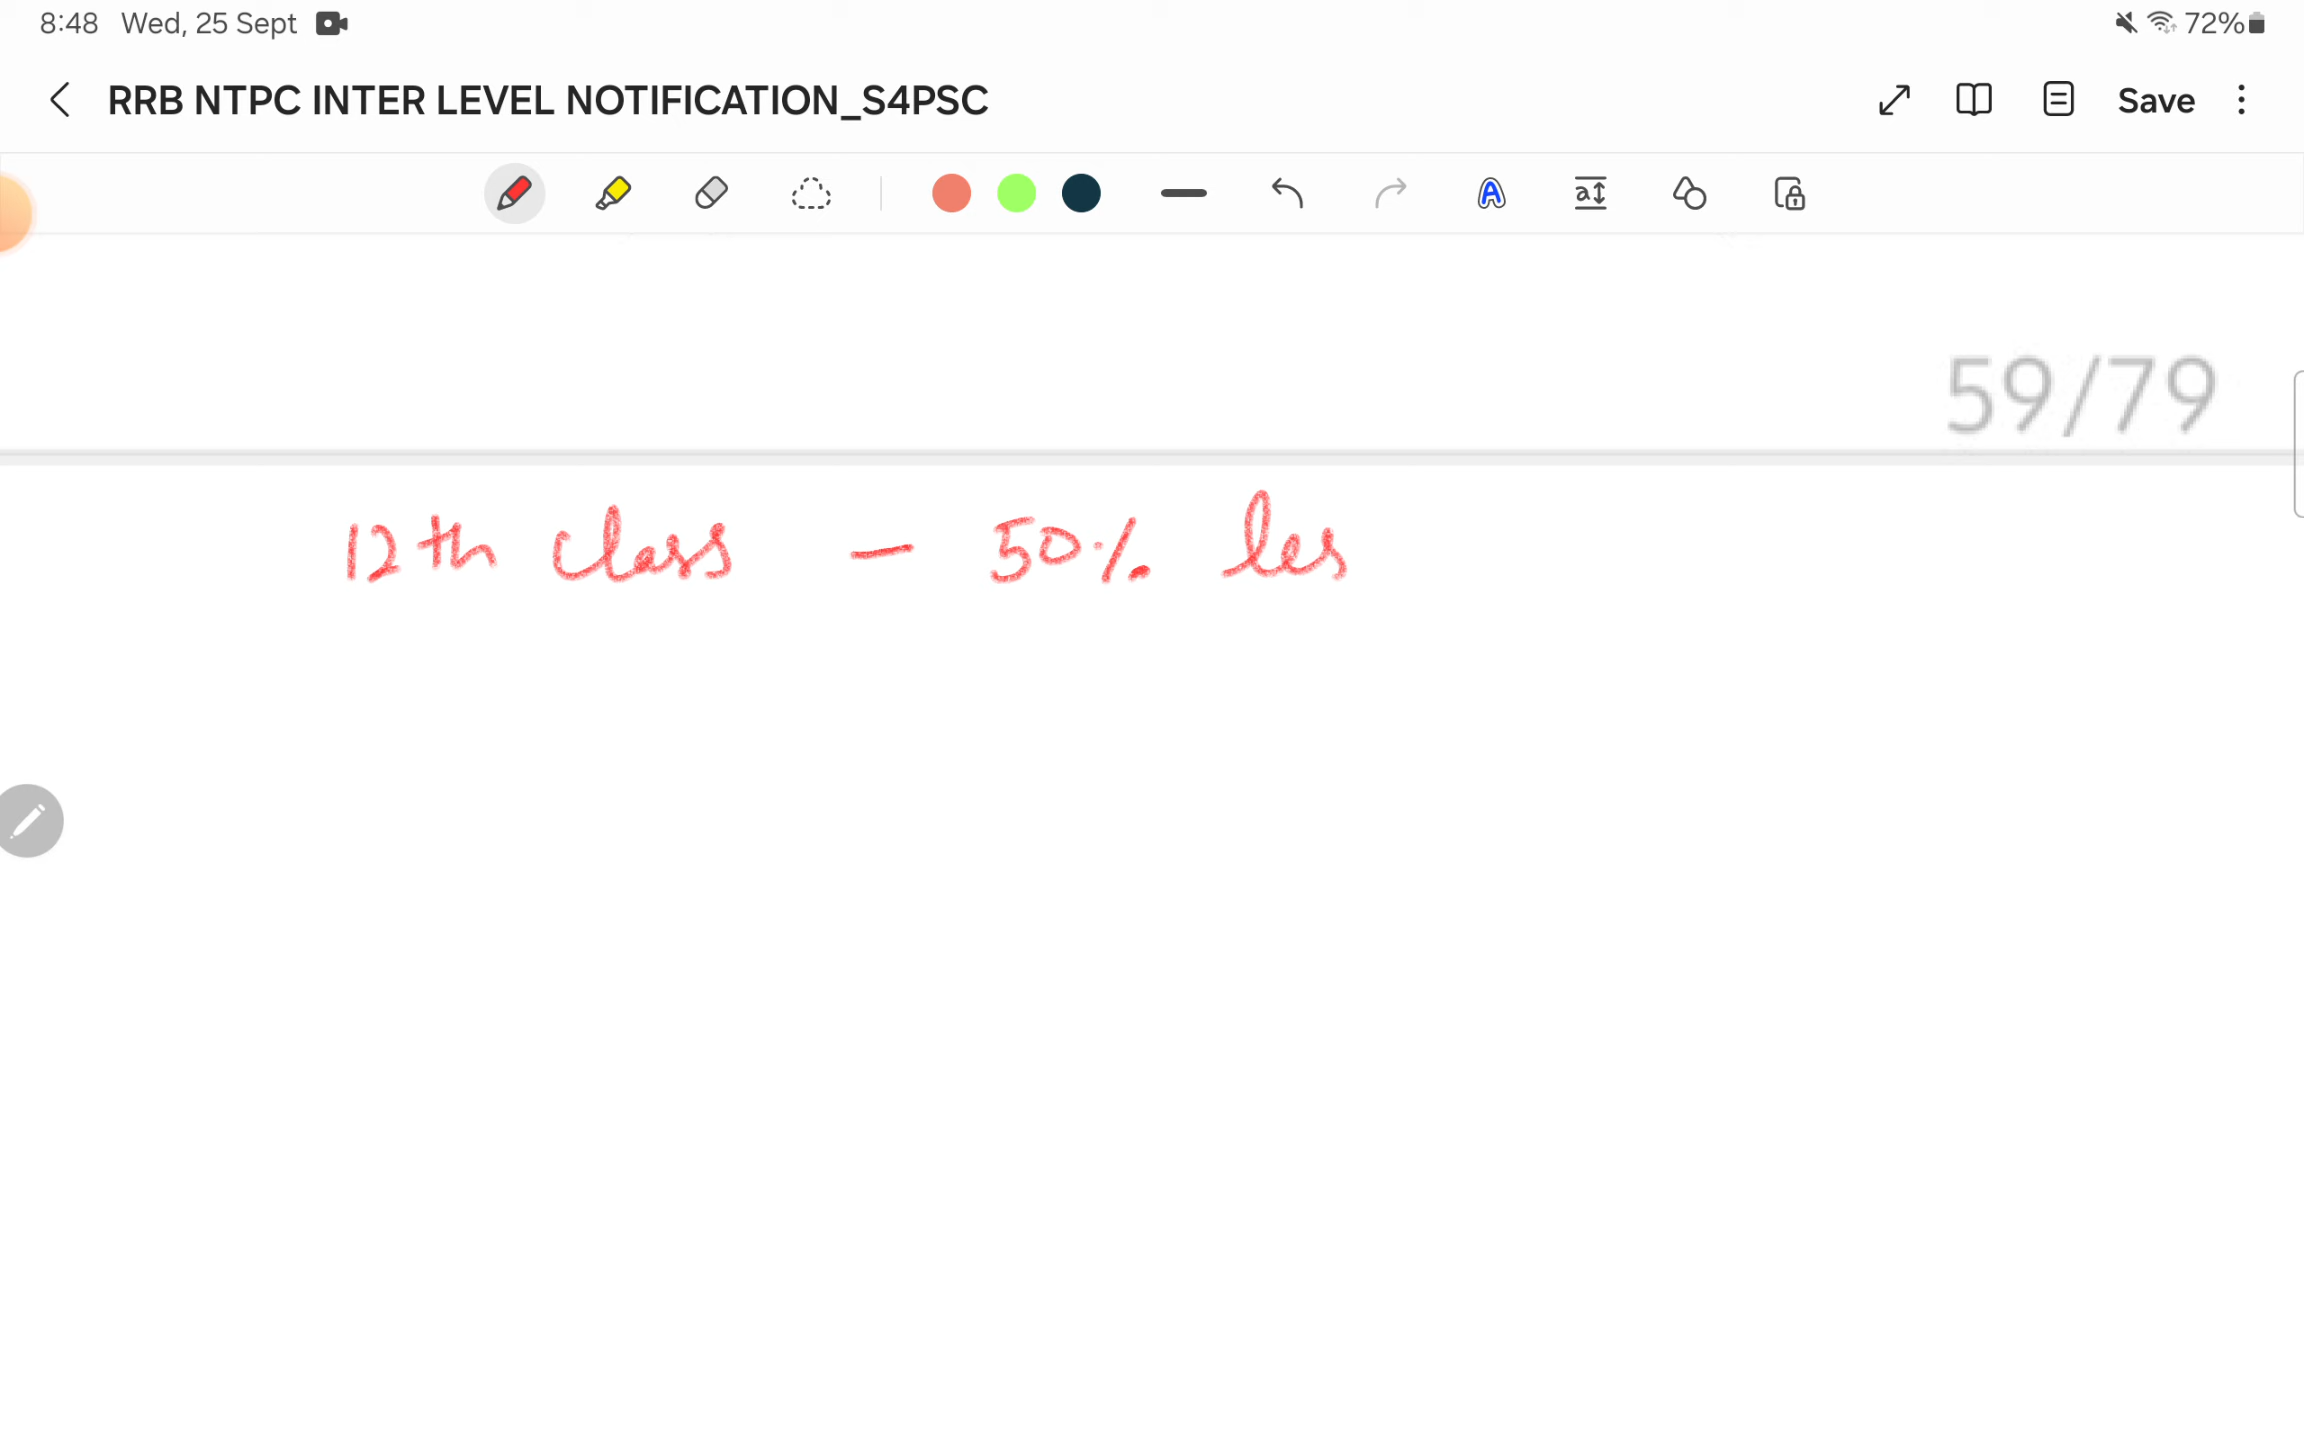 8:48 Wed, 25 Sept 72%
RRB NTPC INTER LEVEL NOTIFICATION_S4PSC Save
59/79
12th class – 50% les